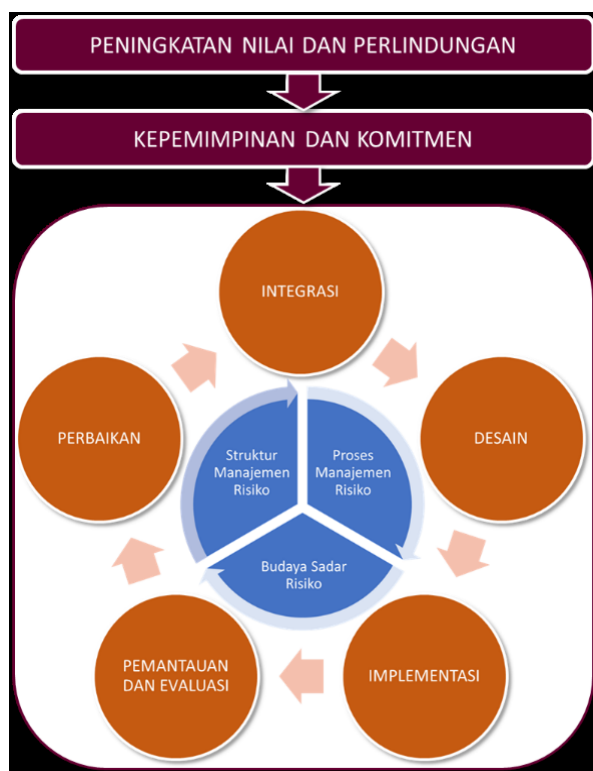 PENINGKATAN NILAI DAN PERLINDUNGAN
KEPEMIMPINAN DAN KOMITMEN
INTEGRASI
DESAIN
IMPLEMENTASI
PEMANTAUAN
DAN EVALUASI
PERBAIKAN
Struktur
Manajemen
Risiko
Proses
Manajemen
Risiko
Budaya Sadar
Risiko